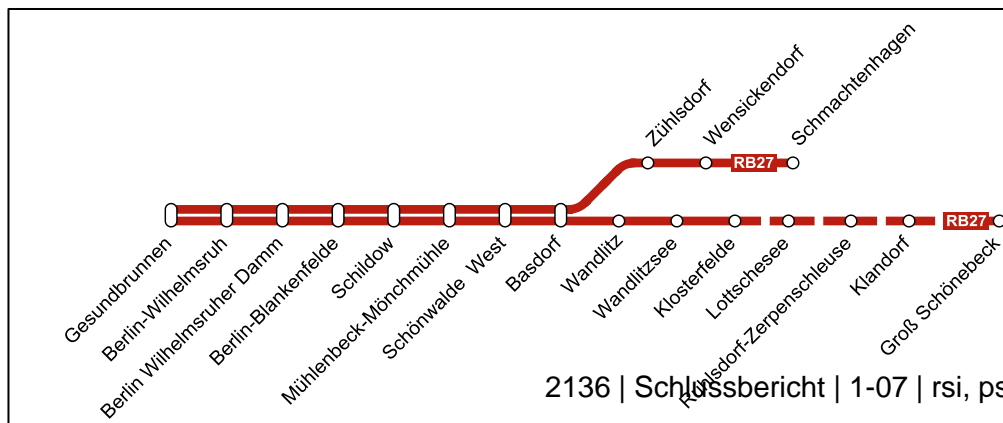 Zühlsdorf
Wensickendorf
Schmachtenhagen
RB27
RB27
Gesundbrunnen
Berlin-Wilhelmsruh
Berlin Wilhelmsruher Damm
Berlin-Blankenfelde
Schildow
Mühlenbeck-Mönchmühle
Schönwalde West
Basdorf
Wandlitz
Wandlitzsee
Klosterfelde
Lottschesee
Ruhlsdorf-Zerpenschleuse
Klandorf
Groß Schönebeck
2136 | Schlussbericht | 1-07 | rsi, ps